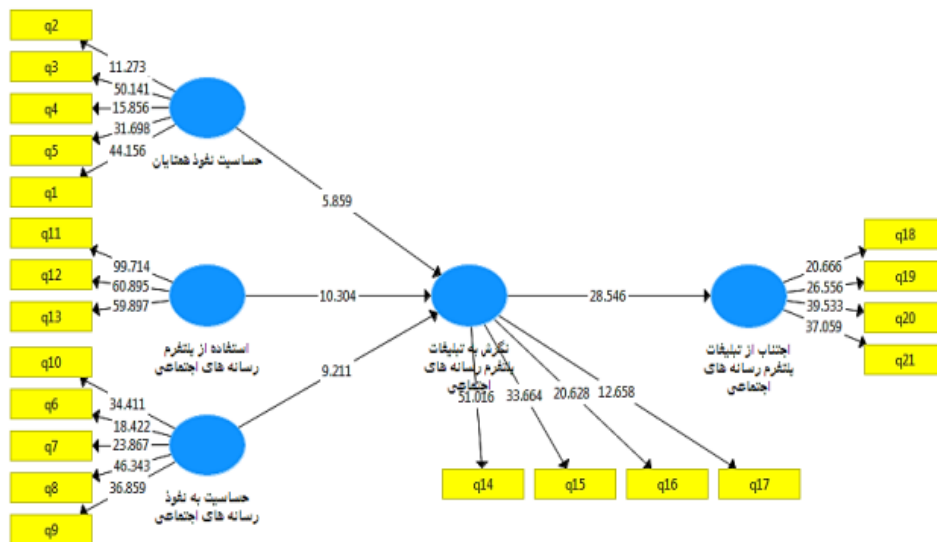 q2
q3
q4
q5
q1
11.273
50.141
15.856
31.698
44.156
حساسیت نفوذ همتایان
5.859
q11
q12
q13
99.714
60.895
59.897
استفاده از پلتفرم
رسانه های اجتماعی
10.304
q10
q6
q7
q8
q9
34.411
18.422
23.867
46.343
36.859
حساسیت به نفوذ
رسانه های اجتماعی
9.211
نگرش به تبلیغات
پلتفرم رسانه های
اجتماعی
51.016
33.664
20.628
12.658
q14
q15
q16
q17
28.546
اجتناب از تبلیغات
پلتفرم رسانه های
اجتماعی
20.666
26.556
39.533
37.059
q18
q19
q20
q21